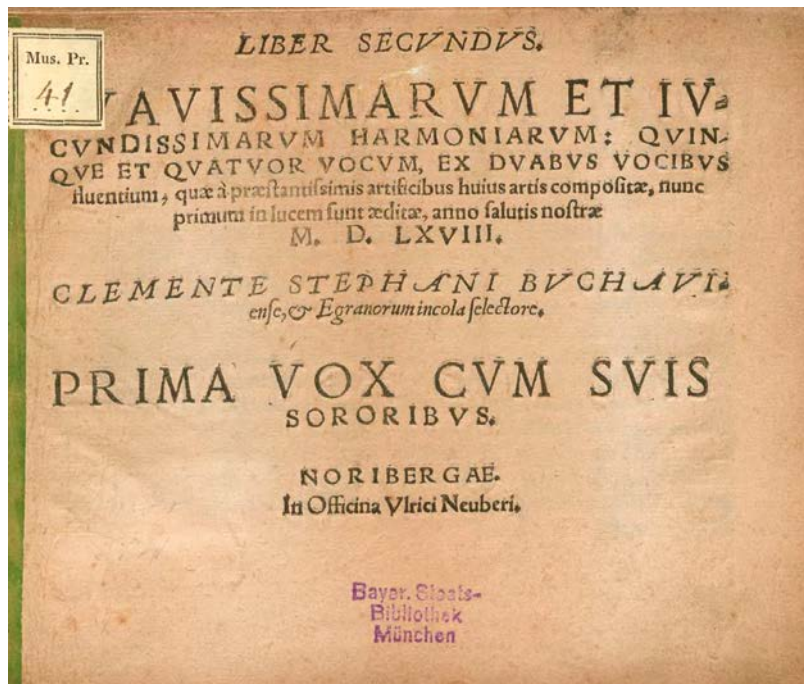 LIBER SECVNDVS.
Mus. Pr.
41.
VAVISSIMARVM ET IV-
CVNDISSIMARVM HARMONIARVM: QVIN-
QVE ET QVATVOR VOCVM, EX DVABVS VOCIBVS
fluentium, quæ à præſtantiſsimis artificibus huius artis compoſitæ, nunc
primum in lucem ſunt æditæ, anno ſalutis noſtræ
M. D. LXVIII.
CLEMENTE STEPHANI BVCHAVI-
enſe, & Egranorum incola ſelectore.
PRIMA VOX CVM SVIS
SORORIBVS.
NORIBERGAE.
In Officina Vlrici Neuberi.
Bayer. Staats-
Bibliothek
München